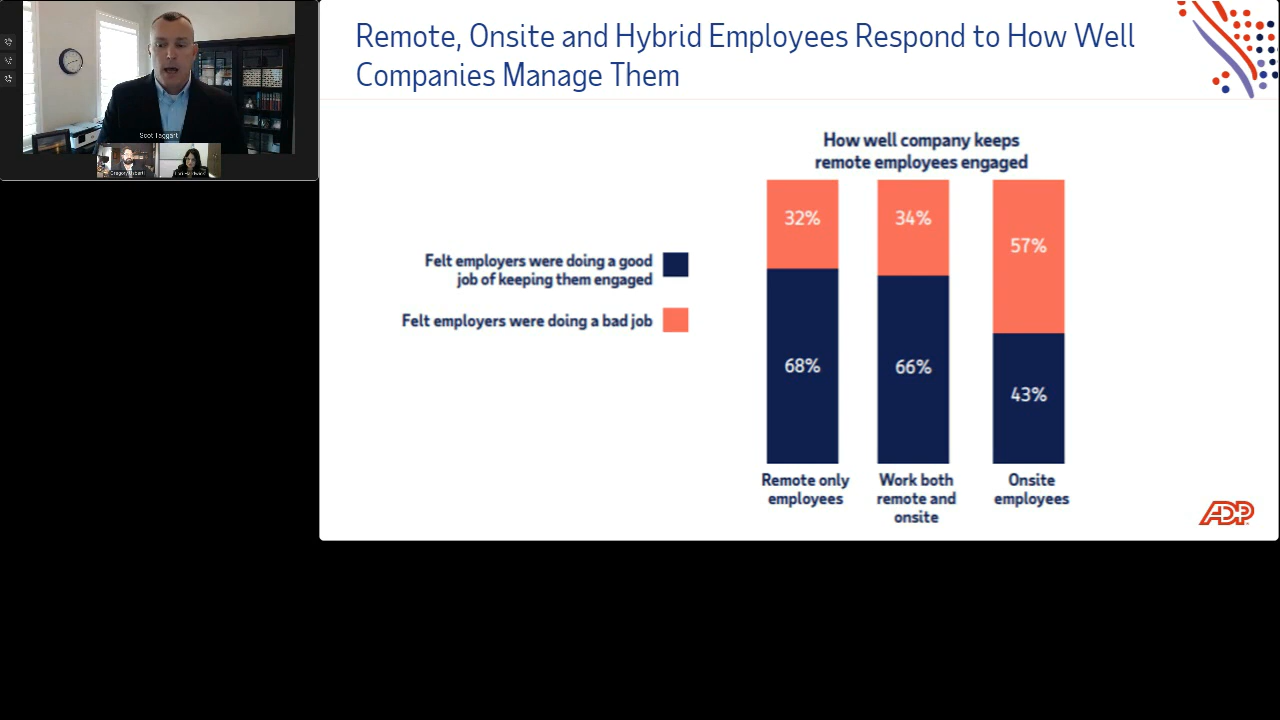 Remote, Onsite and Hybrid Employees Respond to How Well
Companies Manage Them
Scot Taggart
How well company keeps
remote employees engaged
Felt employers were doing a good
job of keeping them engaged
Felt employers were doing a bad job
32%
34%
57%
68%
66%
43%
Remote only
employees
Work both
remote and
onsite
Onsite
employees
ADP